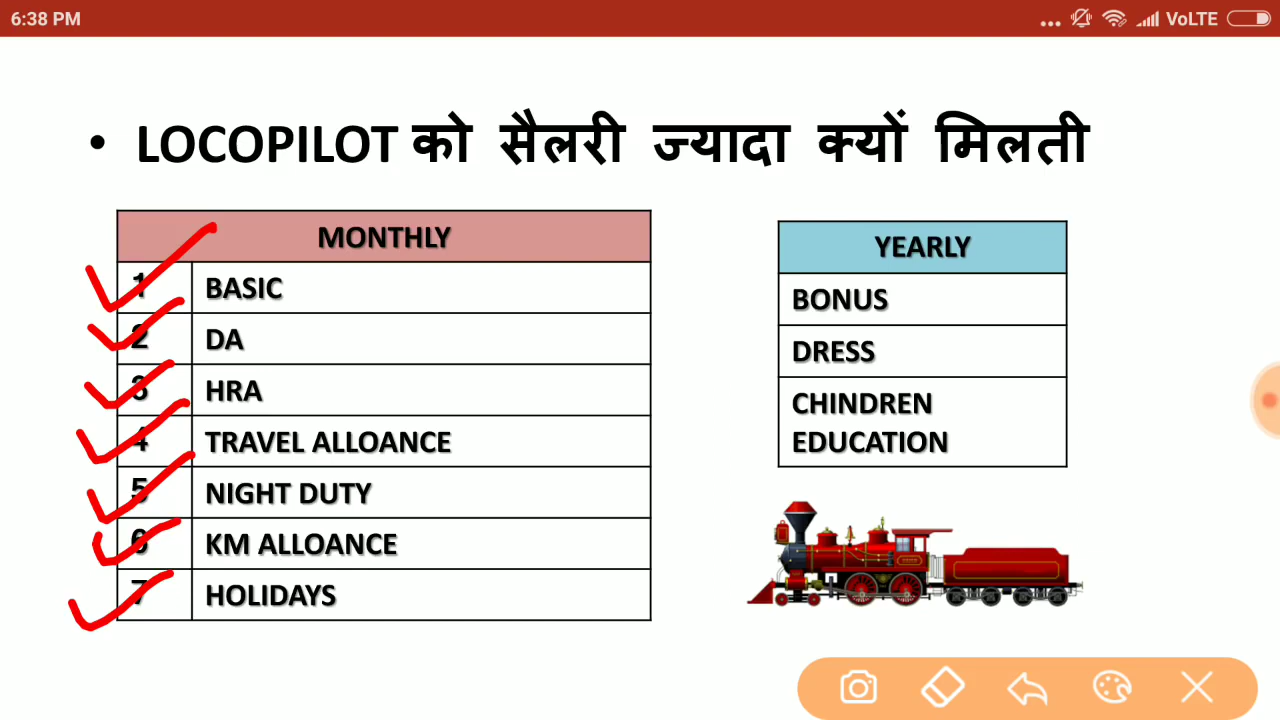 6:38 PM
... VoLTE
• LOCOPILOT को सैलरी ज्यादा क्यों मिलती
MONTHLY
1 BASIC
2 DA
3 HRA
4 TRAVEL ALLOANCE
5 NIGHT DUTY
6 KM ALLOANCE
7 HOLIDAYS
YEARLY
BONUS
DRESS
CHINDREN
EDUCATION